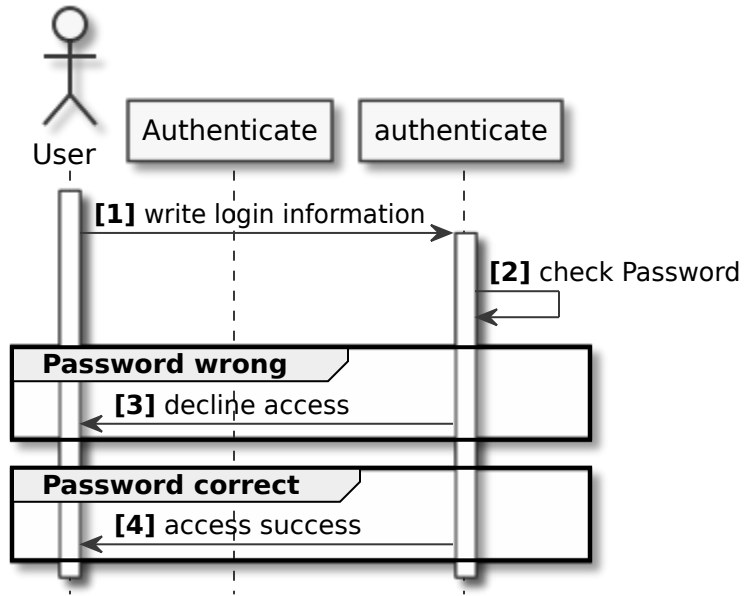 User
Authenticate
authenticate
[1] write login information
[2] check Password
Password wrong
[3] decline access
Password correct
[4] access success